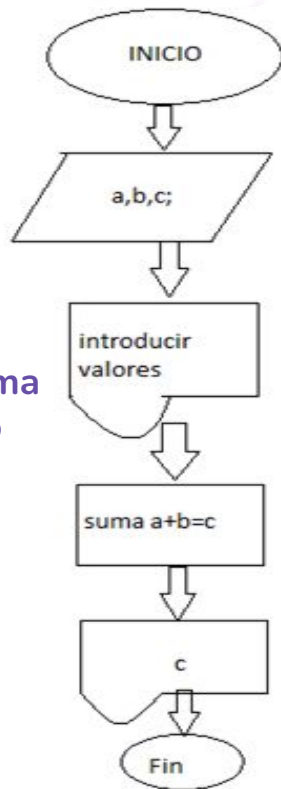 INICIO
a,b,c;
introducir
valores
suma a+b=c
c
Fin